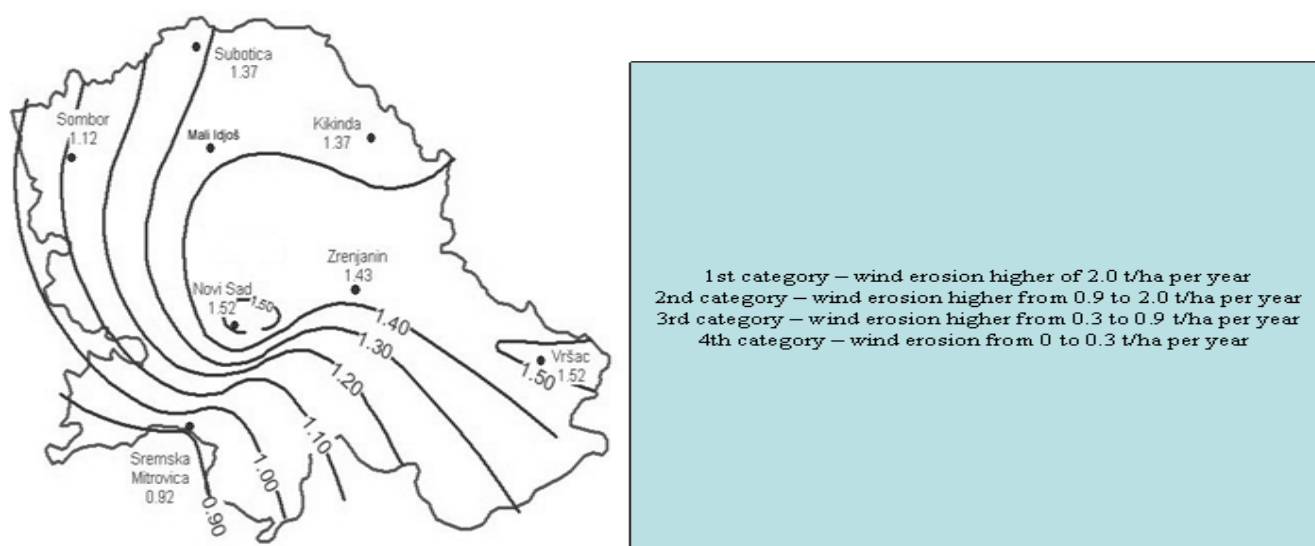 Subotica
1.37
Sombor
1.12
Mali Idjoš
Kikinda
1.37
Zrenjanin
1.43
Novi Sad
1.52
1.50
1.40
1.30
1.20
1.10
1.00
0.90
Vršac
1.52
1.50
Sremska
Mitrovica
0.92
1st category – wind erosion higher of 2.0 t/ha per year
2nd category – wind erosion higher from 0.9 to 2.0 t/ha per year
3rd category – wind erosion higher from 0.3 to 0.9 t/ha per year
4th category – wind erosion from 0 to 0.3 t/ha per year